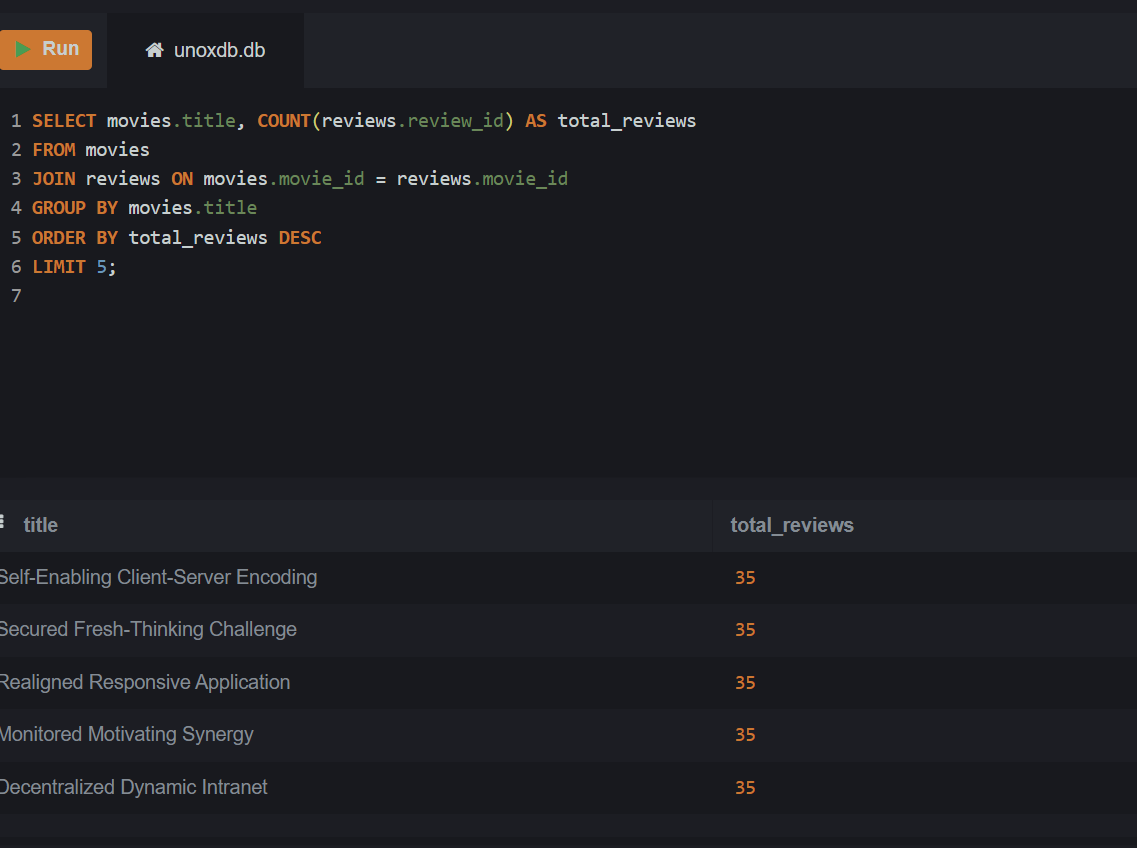 Run
unoxdb.db
1 SELECT movies.title, COUNT(reviews.review_id) AS total_reviews
2 FROM movies
3 JOIN reviews ON movies.movie_id = reviews.movie_id
4 GROUP BY movies.title
5 ORDER BY total_reviews DESC
6 LIMIT 5;
7
title total_reviews
Self-Enabling Client-Server Encoding 35
Secured Fresh-Thinking Challenge 35
Realigned Responsive Application 35
Monitored Motivating Synergy 35
Decentralized Dynamic Intranet 35